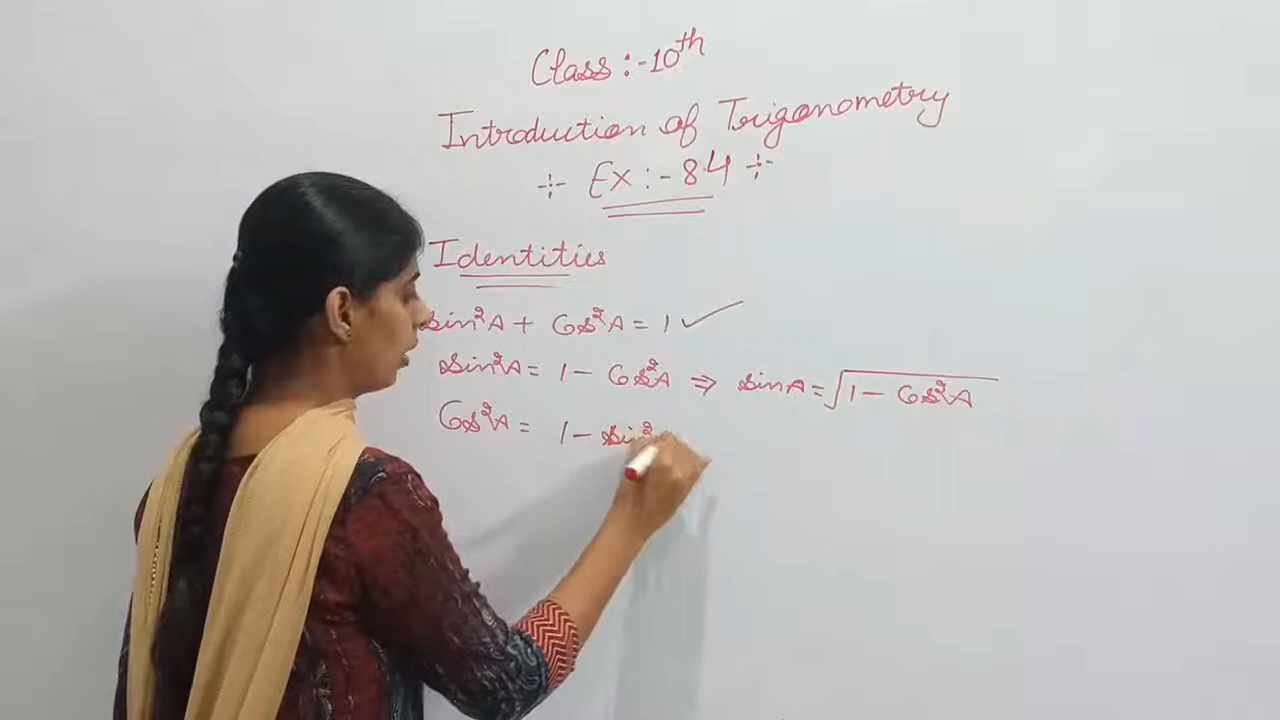 Class :- 10th
Introduction of Trigonometry
÷ Ex :- 8.4 ÷
Identities
sin²A + Cos²A = 1 ✓
sin²A = 1 - Cos²A ⇒ sinA = √1 - Cos²A
Cos²A = 1 - sin²